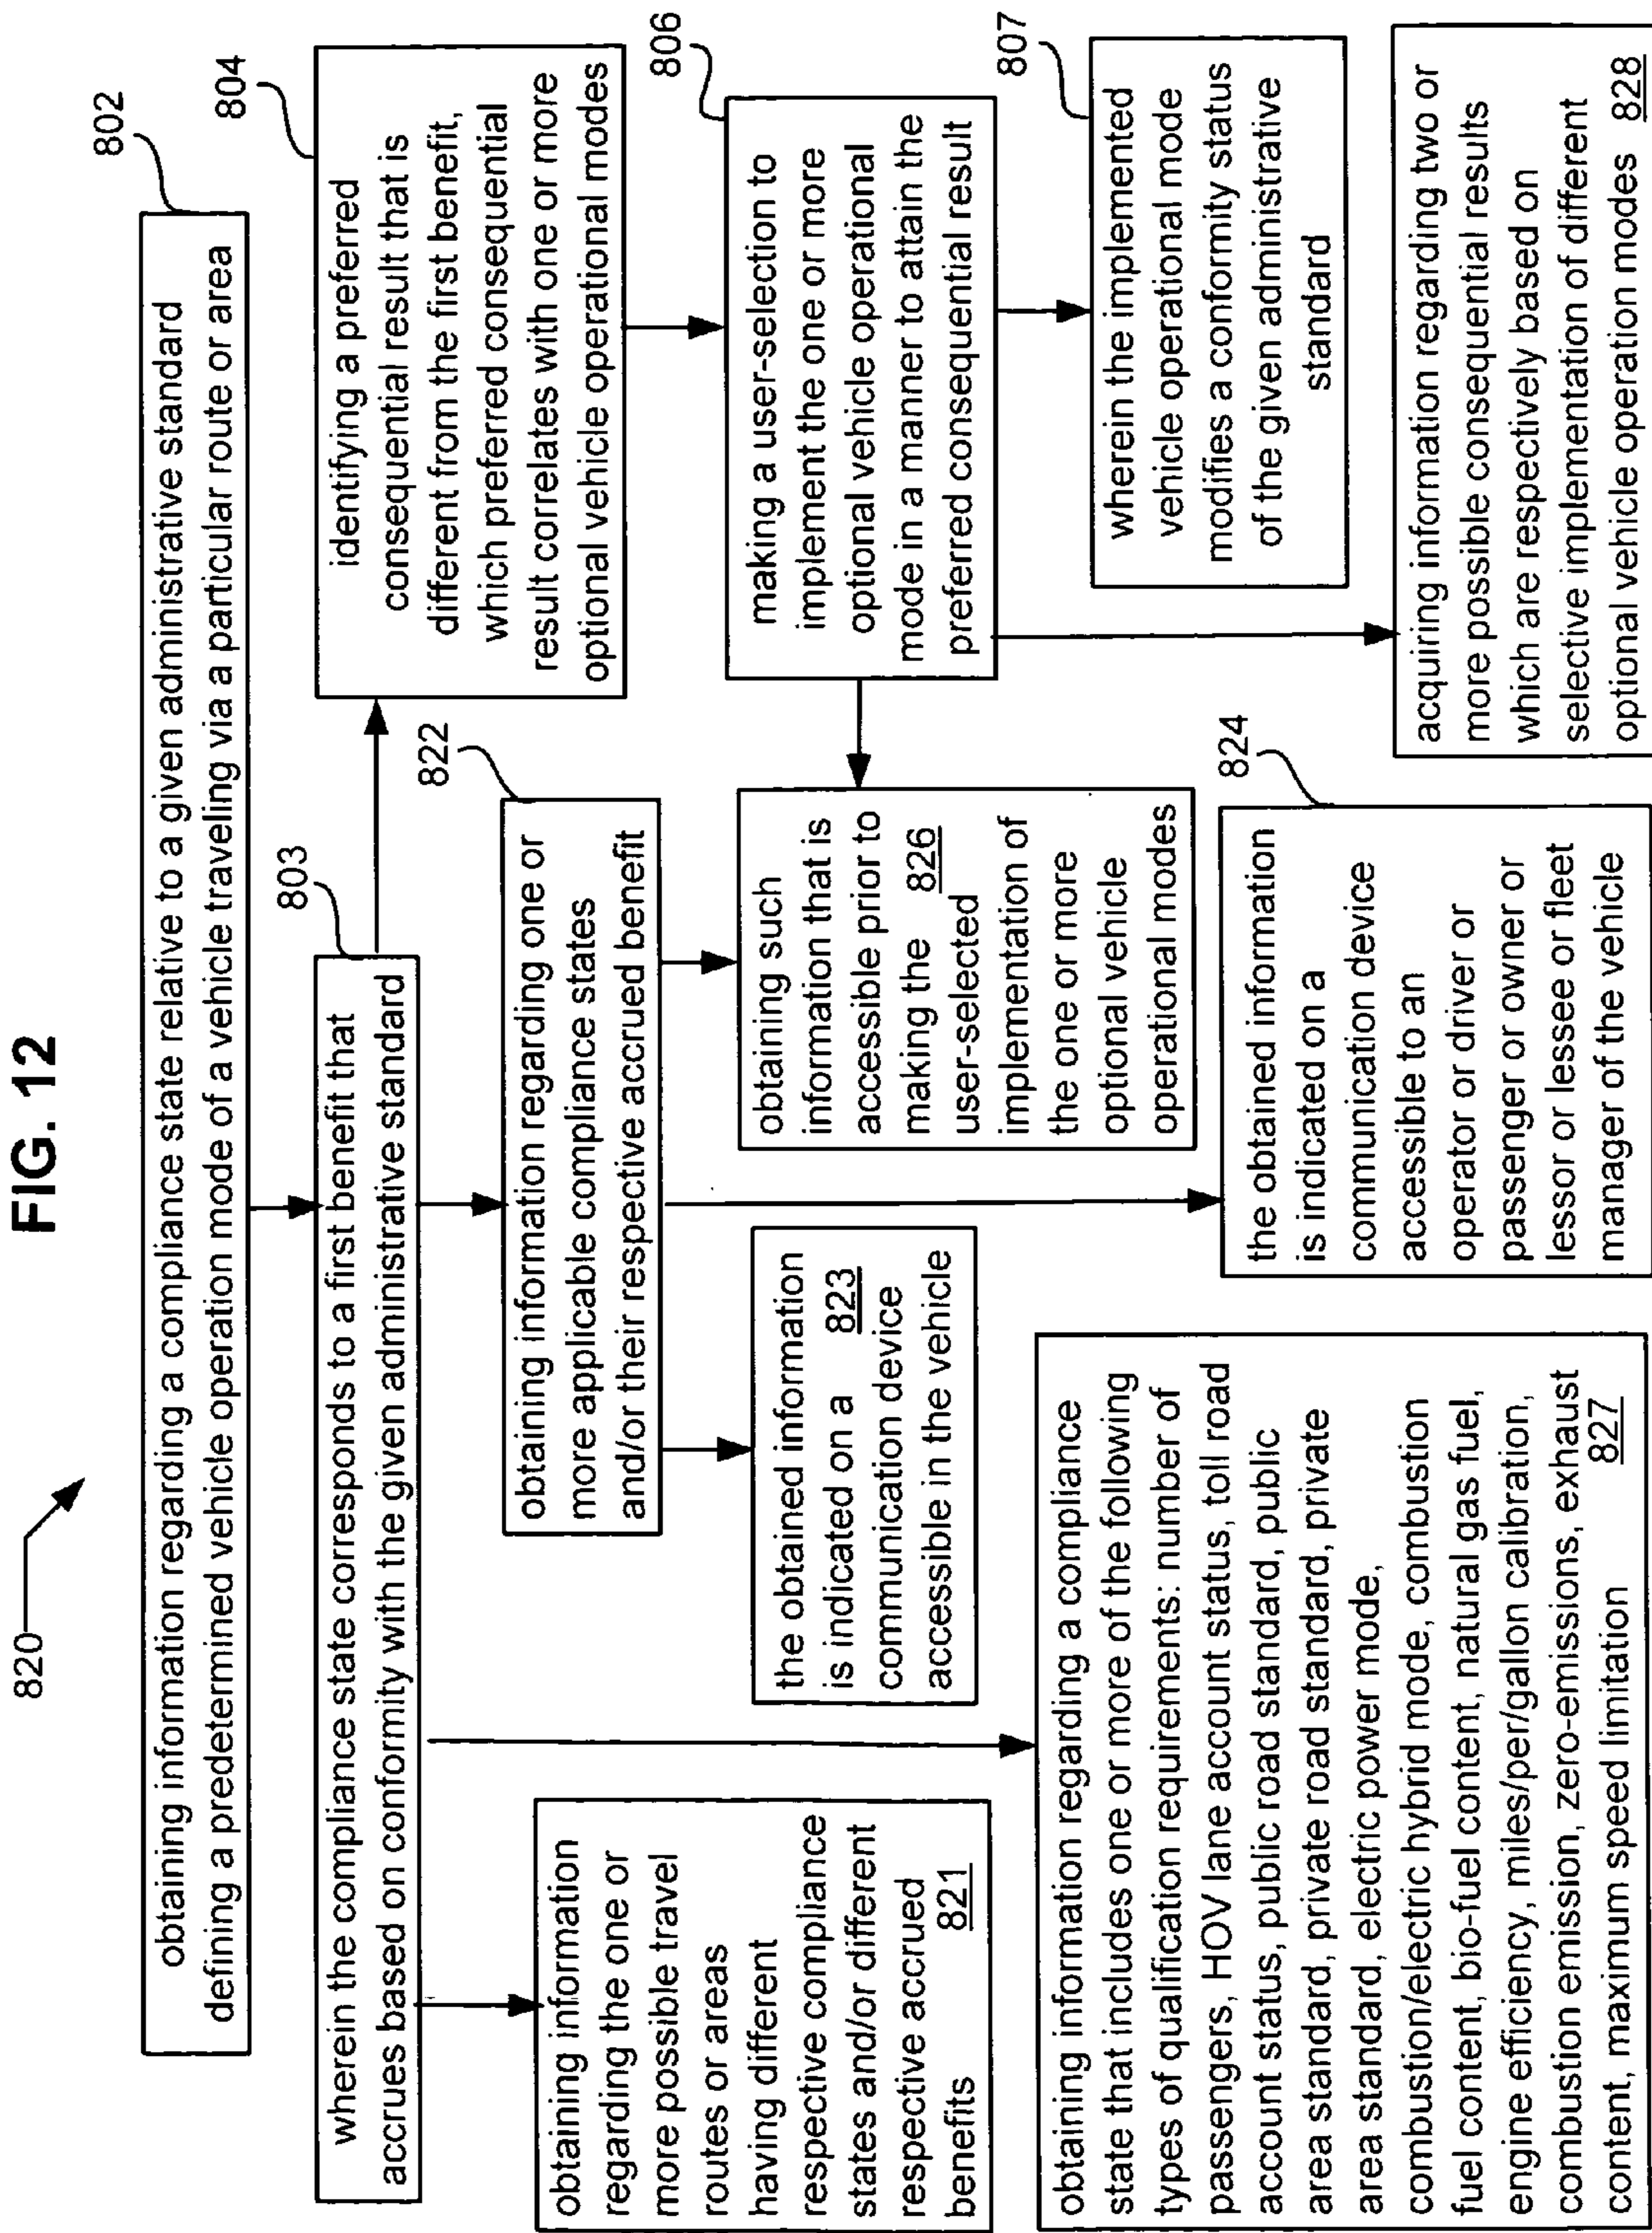 FIG. 12
820
802
obtaining information regarding a compliance state relative to a given administrative standard
defining a predetermined vehicle operation mode of a vehicle traveling via a particular route or area
803
wherein the compliance state corresponds to a first benefit that
accrues based on conformity with the given administrative standard
804
identifying a preferred
consequential result that is
different from the first benefit,
which preferred consequential
result correlates with one or more
optional vehicle operational modes
822
obtaining information regarding one or
more applicable compliance states
and/or their respective accrued benefit
821
obtaining information
regarding the one or
more possible travel
routes or areas
having different
respective compliance
states and/or different
respective accrued
benefits
806
making a user-selection to
implement the one or more
optional vehicle operational
mode in a manner to attain the
preferred consequential result
the obtained information
is indicated on a
823
communication device
accessible in the vehicle
obtaining such
information that is
accessible prior to
making the 826
user-selected
implementation of
the one or more
optional vehicle
operational modes
807
wherein the implemented
vehicle operational mode
modifies a conformity status
of the given administrative
standard
obtaining information regarding a compliance
state that includes one or more of the following
types of qualification requirements: number of
passengers, HOV lane account status, toll road
account status, public road standard, public
area standard, private road standard, private
area standard, electric power mode,
combustion/electric hybrid mode, combustion
fuel content, bio-fuel content, natural gas fuel,
engine efficiency, miles/per/gallon calibration,
combustion emission, zero-emissions, exhaust
content, maximum speed limitation 827
824
the obtained information
is indicated on a
communication device
accessible to an
operator or driver or
passenger or owner or
lessor or lessee or fleet
manager of the vehicle
acquiring information regarding two or
more possible consequential results
which are respectively based on
selective implementation of different
optional vehicle operation modes 828